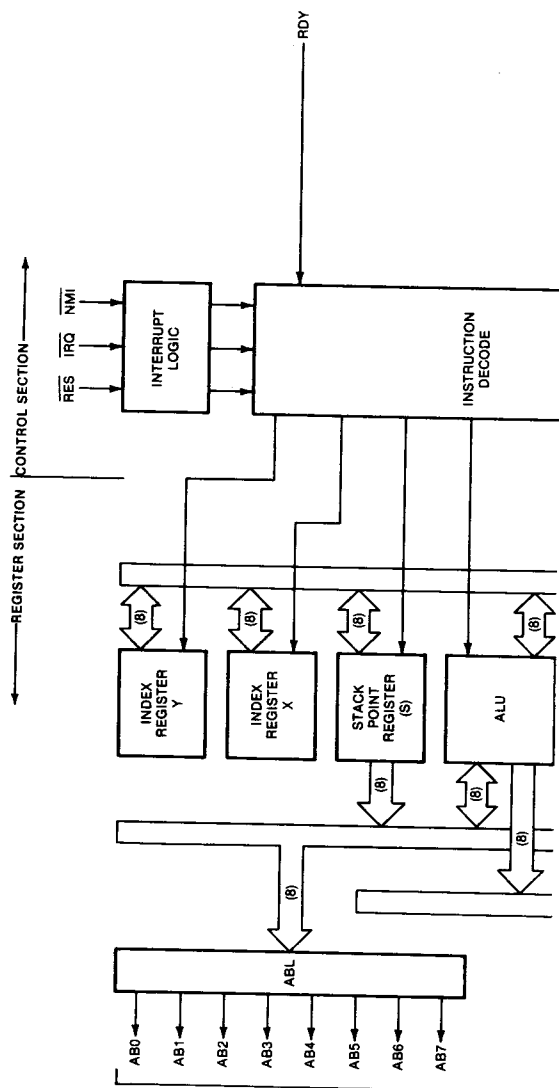 REGISTER SECTION
CONTROL SECTION
RES
IRQ
NMI
INTERRUPT
LOGIC
RDY
INSTRUCTION
DECODE
INDEX
REGISTER
Y
(8)
INDEX
REGISTER
X
(8)
STACK
POINT
REGISTER
(S)
(8)
(8)
ALU
(8)
(8)
(8)
(8)
ABL
AB0
AB1
AB2
AB3
AB4
AB5
AB6
AB7